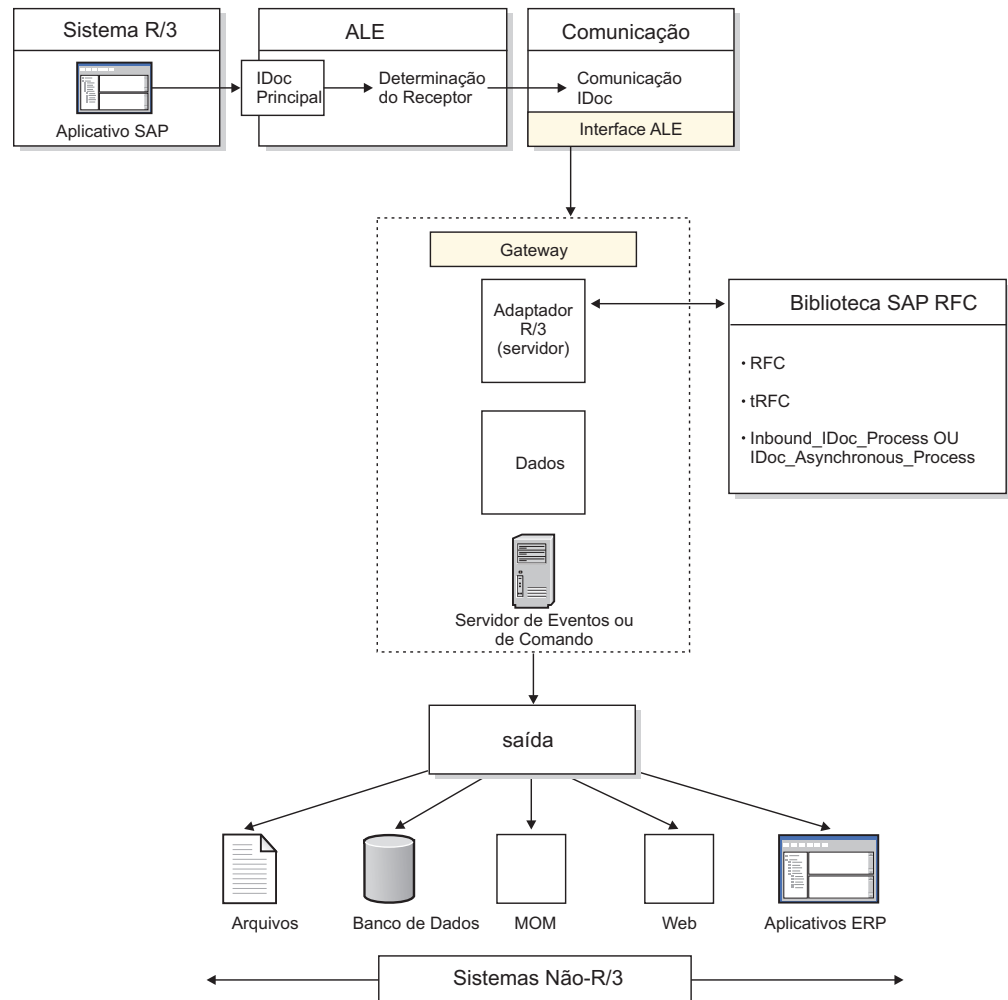 Sistema R/3
ALE
Comunicação
IDoc
Principal
Determinação
do Receptor
Comunicação
IDoc
Aplicativo SAP
Interface ALE
Gateway
Adaptador
R/3
(servidor)
Biblioteca SAP RFC
• RFC
• tRFC
• Inbound_IDoc_Process OU
IDoc_Asynchronous_Process
Dados
Servidor de Eventos ou
de Comando
saída
Arquivos
Banco de Dados
MOM
Web
Aplicativos ERP
Sistemas Não-R/3